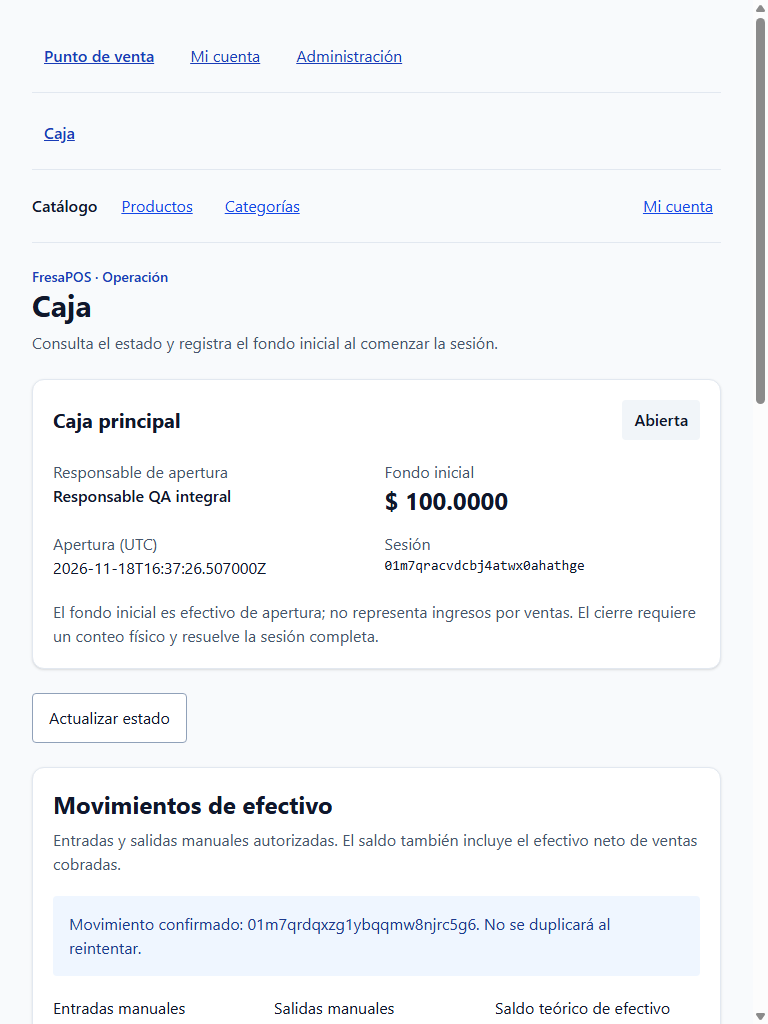 Punto de venta Mi cuenta Administración
Caja
Catálogo Productos Categorías Mi cuenta
FresaPOS · Operación
Caja
Consulta el estado y registra el fondo inicial al comenzar la sesión.
Caja principal Abierta
Responsable de apertura Fondo inicial
Responsable QA integral $ 100.0000
Apertura (UTC) Sesión
2026-11-18T16:37:26.507000Z 01m7qracvdcbj4atwx0ahathge
El fondo inicial es efectivo de apertura; no representa ingresos por ventas. El cierre requiere
un conteo físico y resuelve la sesión completa.
Actualizar estado
Movimientos de efectivo
Entradas y salidas manuales autorizadas. El saldo también incluye el efectivo neto de ventas
cobradas.
Movimiento confirmado: 01m7qrdqxzg1ybqqmw8njrc5g6. No se duplicará al
reintentar.
Entradas manuales Salidas manuales Saldo teórico de efectivo